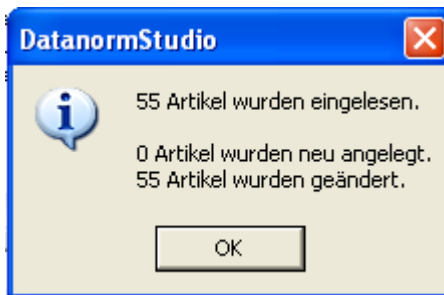 DatanormStudio
55 Artikel wurden eingelesen.
0 Artikel wurden neu angelegt.
55 Artikel wurden geändert.
OK